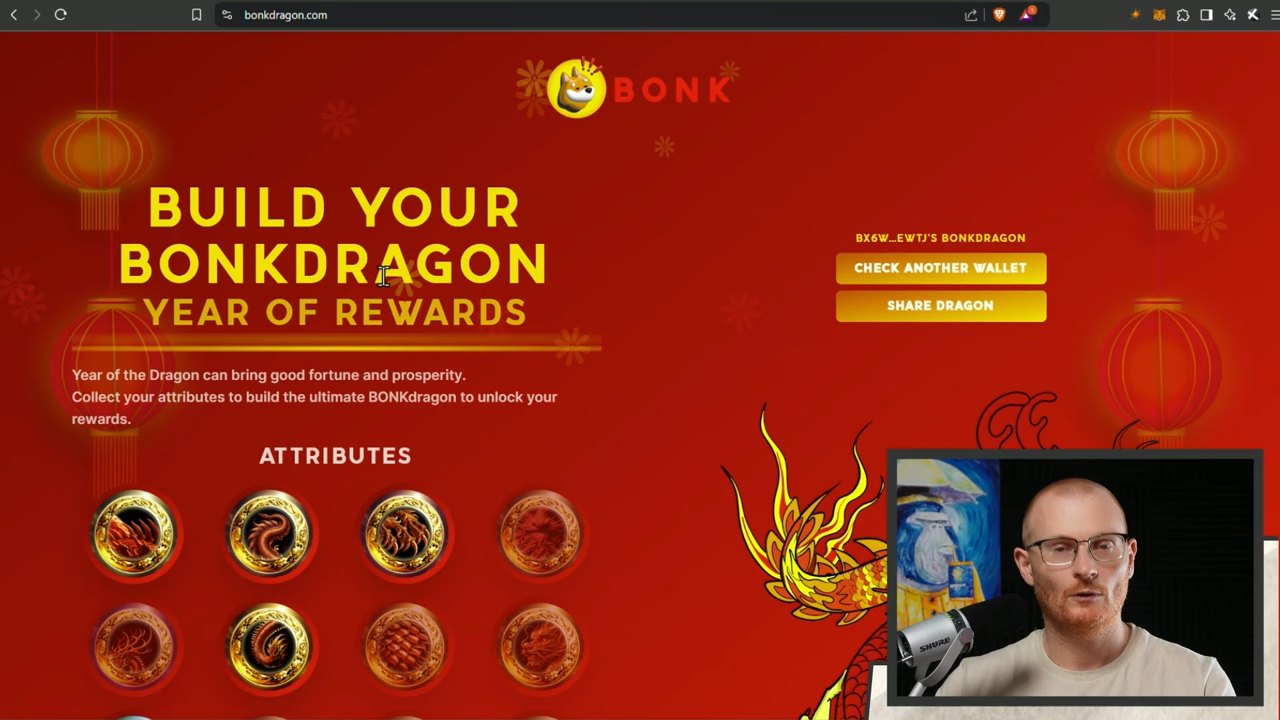 bonkdragon.com
BONK
BUILD YOUR
BONKDRAGON
YEAR OF REWARDS
Year of the Dragon can bring good fortune and prosperity.
Collect your attributes to build the ultimate BONKdragon to unlock your
rewards.
ATTRIBUTES
BX6W...EWTJ'S BONKDRAGON
CHECK ANOTHER WALLET
SHARE DRAGON
SHURE